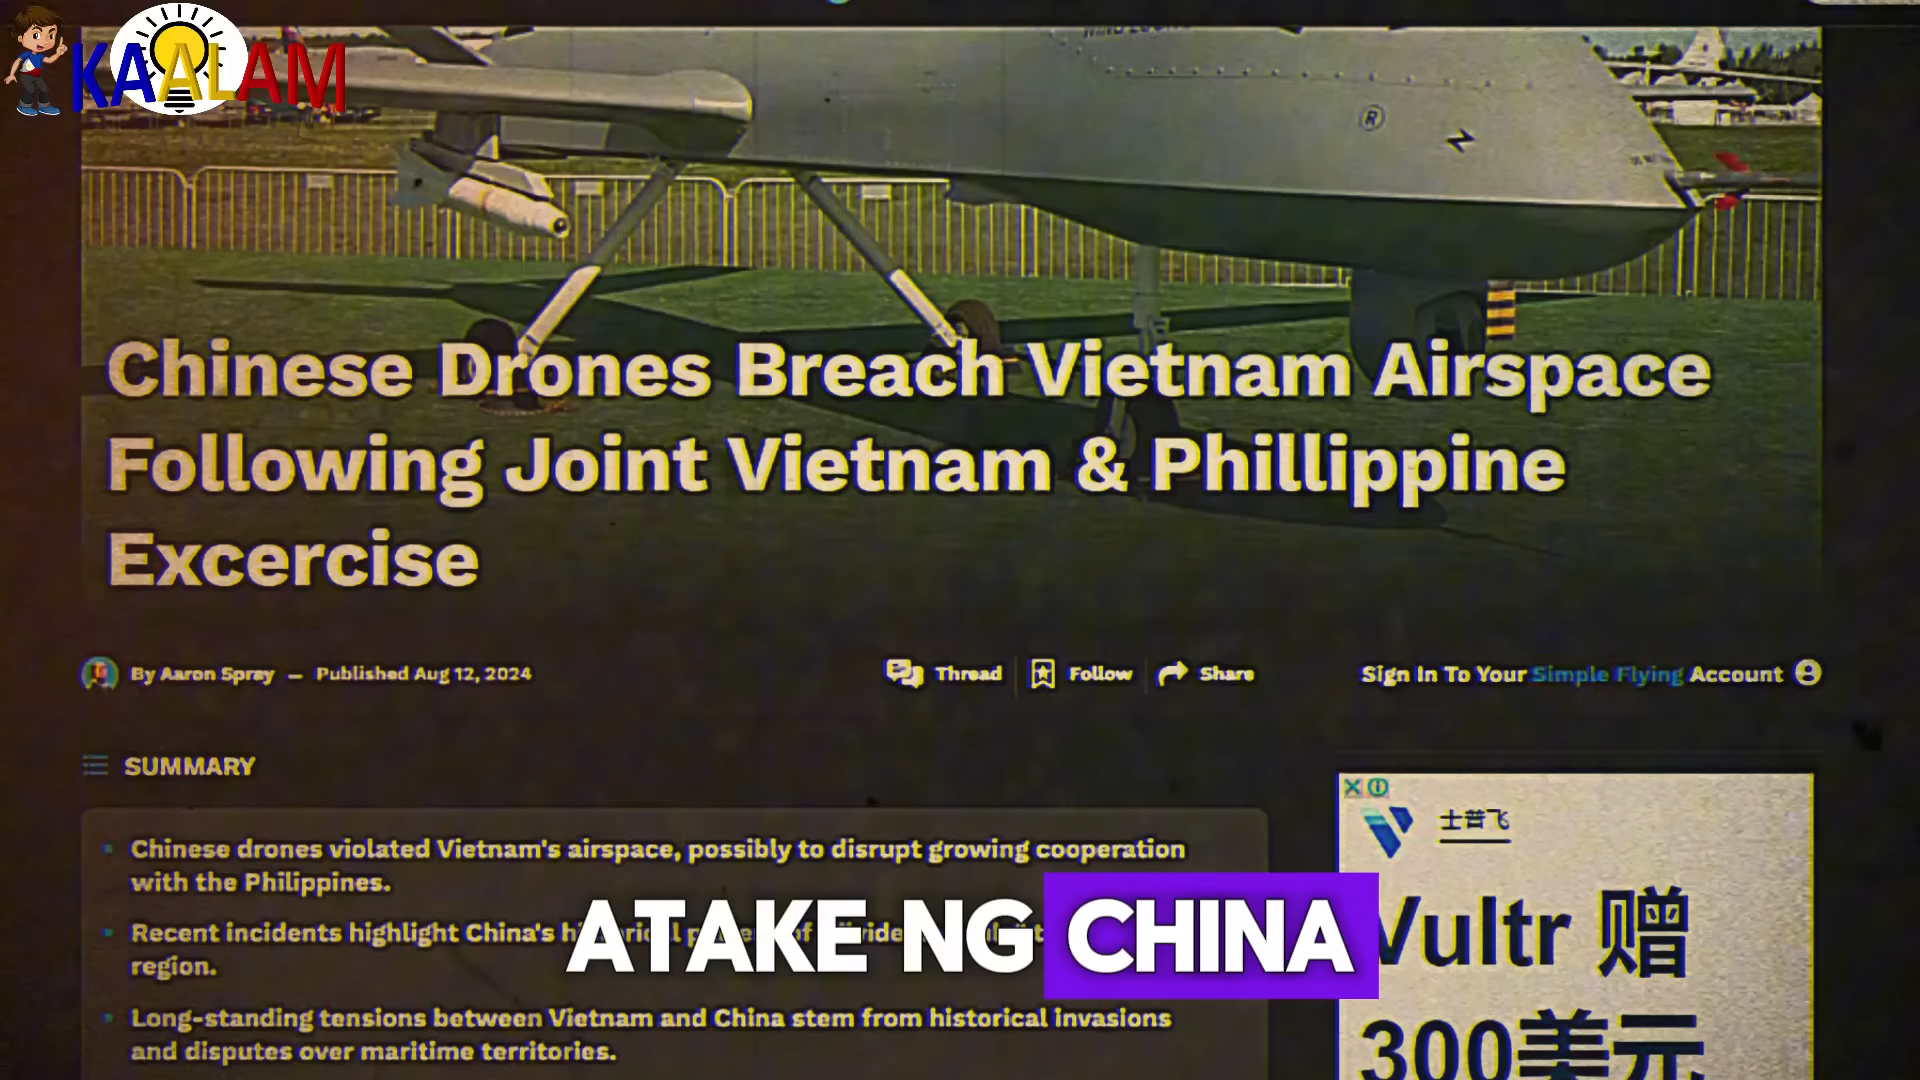 KAALAM
R
Chinese Drones Breach Vietnam Airspace
Following Joint Vietnam & Phillippine
Excercise
By Aaron Spray — Published Aug 12, 2024
Thread
Follow
Share
Sign In To Your Simple Flying Account
SUMMARY
Chinese drones violated Vietnam's airspace, possibly to disrupt growing cooperation
with the Philippines.
Recent incidents highlight China's
region.
Long-standing tensions between Vietnam and China stem from historical invasions
and disputes over maritime territories.
ATAKE NG CHINA
士普飞
Vultr 赠
300美元